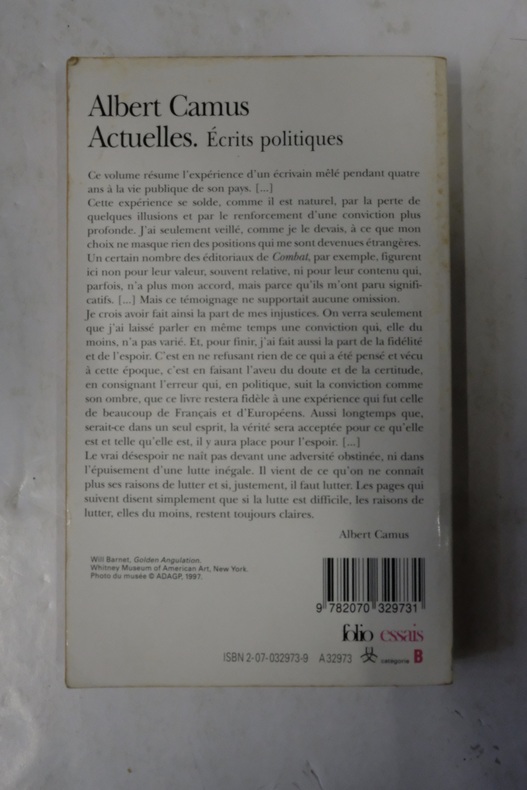 Albert Camus
Actuelles. Écrits politiques
Ce volume résume l'expérience d'un écrivain mêlé pendant quatre
ans à la vie publique de son pays. [...]
Cette expérience se solde, comme il est naturel, par la perte de
quelques illusions et par le renforcement d'une conviction plus
profonde. J'ai seulement veillé, comme je le devais, à ce que mon
choix ne masque rien des positions qui me sont devenues étrangères.
Un certain nombre des éditoriaux de Combat, par exemple, figurent
ici non pour leur valeur, souvent relative, ni pour leur contenu qui,
parfois, n'a plus mon accord, mais parce qu'ils m'ont paru signifi-
catifs. [...] Mais ce témoignage ne supportait aucune omission.
Je crois avoir fait ainsi la part de mes injustices. On verra seulement
que j'ai laissé parler en même temps une conviction qui, elle du
moins, n'a pas varié. Et, pour finir, j'ai fait aussi la part de la fidélité
et de l'espoir. C'est en ne refusant rien de ce qui a été pensé et vécu
à cette époque, c'est en faisant l'aveu du doute et de la certitude,
en consignant l'erreur qui, en politique, suit la conviction comme
son ombre, que ce livre restera fidèle à une expérience qui fut celle
de beaucoup de Français et d'Européens. Aussi longtemps que,
serait-ce dans un seul esprit, la vérité sera acceptée pour ce qu'elle
est et telle qu'elle est, il y aura place pour l'espoir. [...]
Le vrai désespoir ne naît pas devant une adversité obstinée, ni dans
l'épuisement d'une lutte inégale. Il vient de ce qu'on ne connaît
plus ses raisons de lutter et si, justement, il faut lutter. Les pages qui
suivent disent simplement que si la lutte est difficile, les raisons de
lutter, elles du moins, restent toujours claires.
Albert Camus
Will Barnet, Golden Angulation.
Whitney Museum of American Art, New York.
Photo du musée © ADAGP, 1997.
9 782070 329731
folio essais
ISBN 2-07-032973-9 A 32973 catégorie B